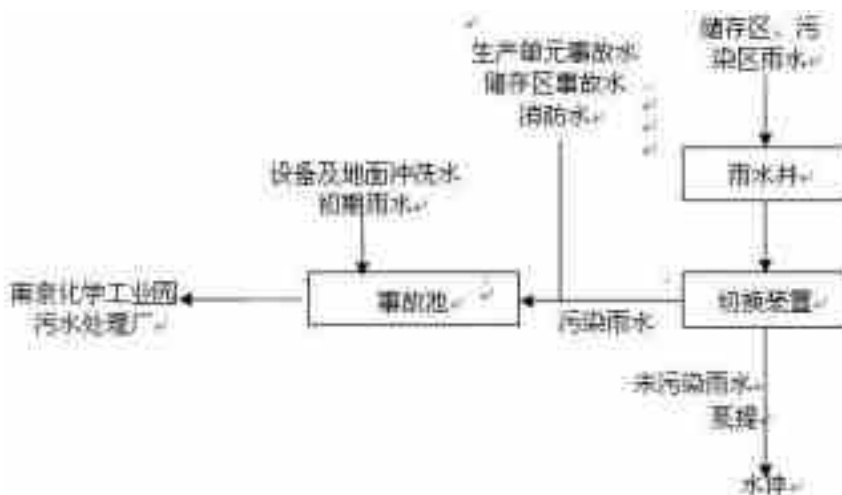 生产单元事故水
储存区事故水
消防水
储存区、污
染区雨水
雨水井
设备及地面冲洗水
初期雨水
南京化学工业园
污水处理厂
事故池
污染雨水
切换装置
未污染雨水
泵提
水体